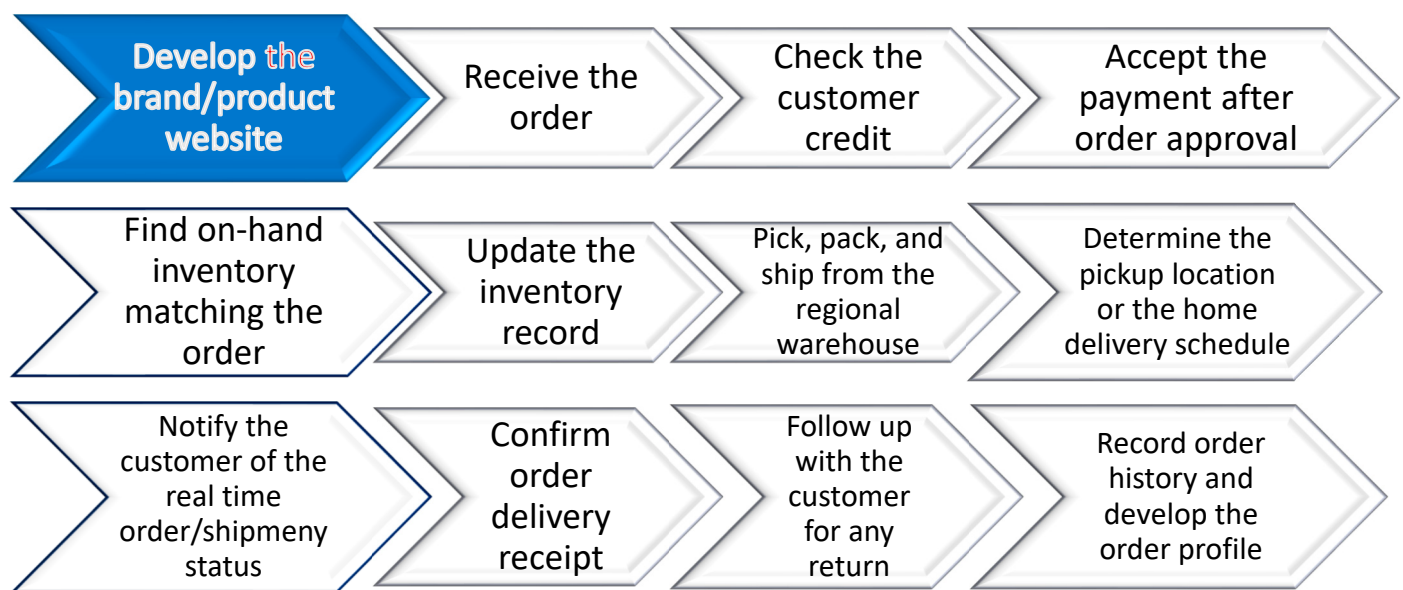 Develop the
brand/product
website
Receive the
order
Check the
customer
credit
Accept the
payment after
order approval
Find on-hand
inventory
matching the
order
Update the
inventory
record
Pick, pack, and
ship from the
regional
warehouse
Determine the
pickup location
or the home
delivery schedule
Notify the
customer of the
real time
order/shipmeny
status
Confirm
order
delivery
receipt
Follow up
with the
customer
for any
return
Record order
history and
develop the
order profile